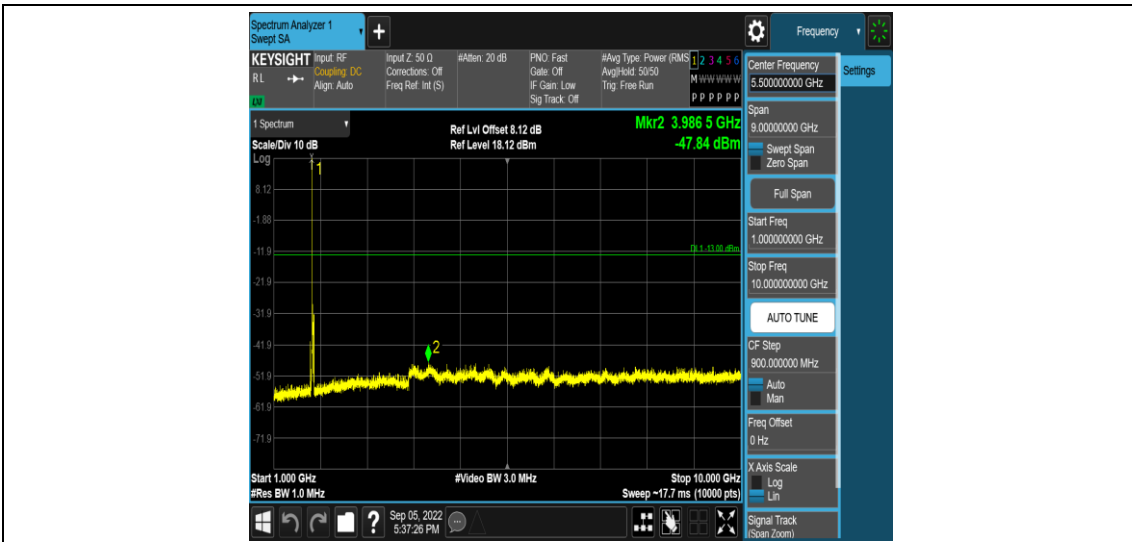 Spectrum Analyzer 1
Swept SA
+
Frequency
KEYSIGHT
RL
LXI
Input: RF
Coupling: DC
Align: Auto
Input Z: 50 Ω
Corrections: Off
Freq Ref: Int (S)
#Atten: 20 dB
PNO: Fast
Gate: Off
IF Gain: Low
Sig Track: Off
#Avg Type: Power (RMS
Avg|Hold: 50/50
Trig: Free Run
1 2 3 4 5 6
M W W W W W
P P P P P P
1 Spectrum
Scale/Div 10 dB
Log
Ref Lvl Offset 8.12 dB
Ref Level 18.12 dBm
Mkr2 3.986 5 GHz
-47.84 dBm
1
8.12
-1.88
-11.9
DL1 -13.00 dBm
-21.9
-31.9
-41.9
2
-51.9
-61.9
-71.9
Start 1.000 GHz
#Res BW 1.0 MHz
#Video BW 3.0 MHz
Stop 10.000 GHz
Sweep ~17.7 ms (10000 pts)
?
Sep 05, 2022
5:37:26 PM
Center Frequency
5.500000000 GHz
Settings
Span
9.00000000 GHz
Swept Span
Zero Span
Full Span
Start Freq
1.000000000 GHz
Stop Freq
10.000000000 GHz
AUTO TUNE
CF Step
900.000000 MHz
Auto
Man
Freq Offset
0 Hz
X Axis Scale
Log
Lin
Signal Track
(Span Zoom)